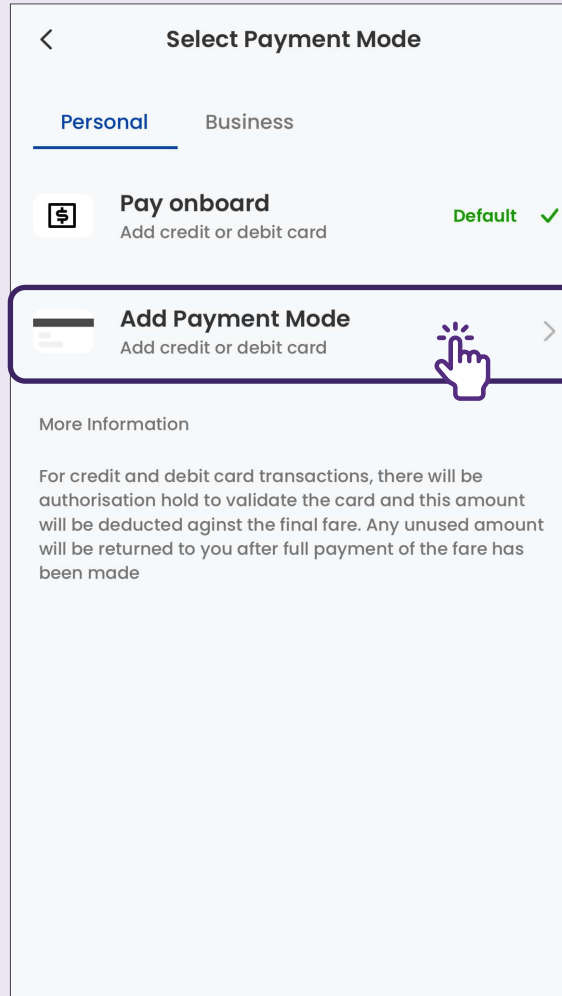 Select Payment Mode
Personal Business
Pay onboard
Add credit or debit card
Default
Add Payment Mode
Add credit or debit card
More Information
For credit and debit card transactions, there will be
authorisation hold to validate the card and this amount
will be deducted aginst the final fare. Any unused amount
will be returned to you after full payment of the fare has
been made